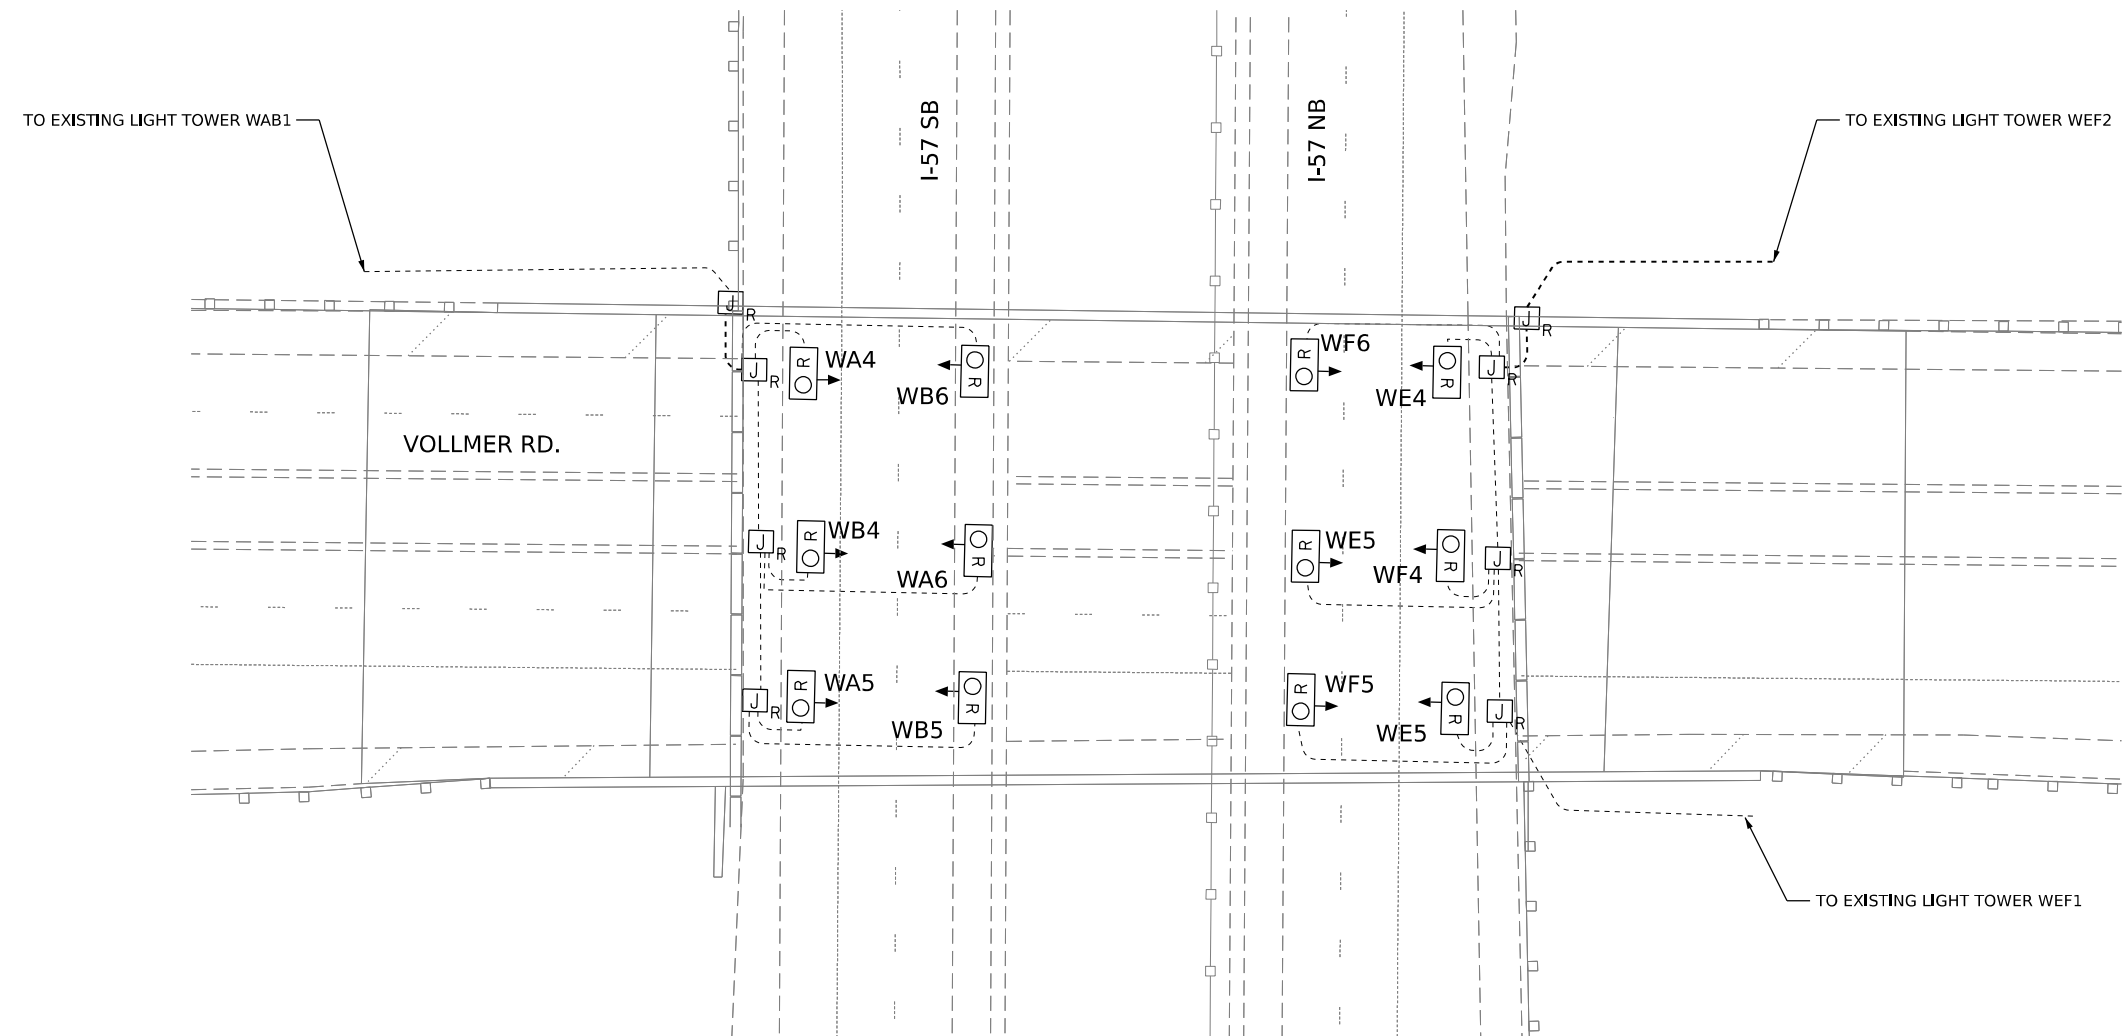 I-57 SB
I-57 NB
TO EXISTING LIGHT TOWER WAB1
TO EXISTING LIGHT TOWER WEF2
J
R
J
R
J
R
R
WA4
WB6
R
R
WF6
WE4
R
J
R
VOLLMER RD.
J
R
R
WB4
WA6
R
R
WE5
WF4
R
J
R
J
R
R
WA5
WB5
R
R
WF5
WE5
R
J
R
TO EXISTING LIGHT TOWER WEF1